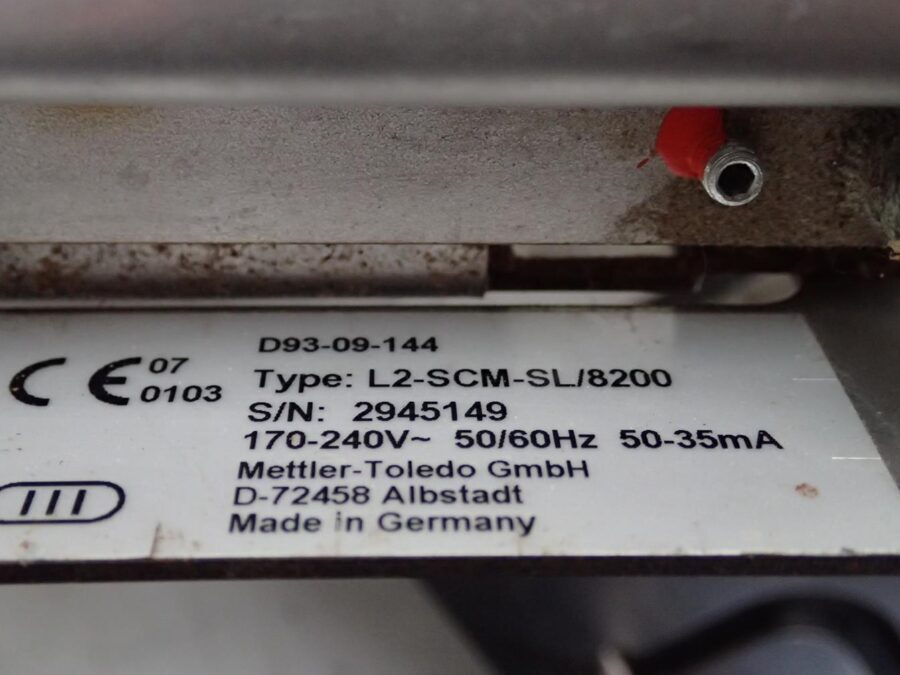 D93-09-144
CE 07
0103
Type: L2-SCM-SL/8200
S/N: 2945149
170-240V~ 50/60Hz 50-35mA
Mettler-Toledo GmbH
D-72458 Albstadt
Made in Germany
III